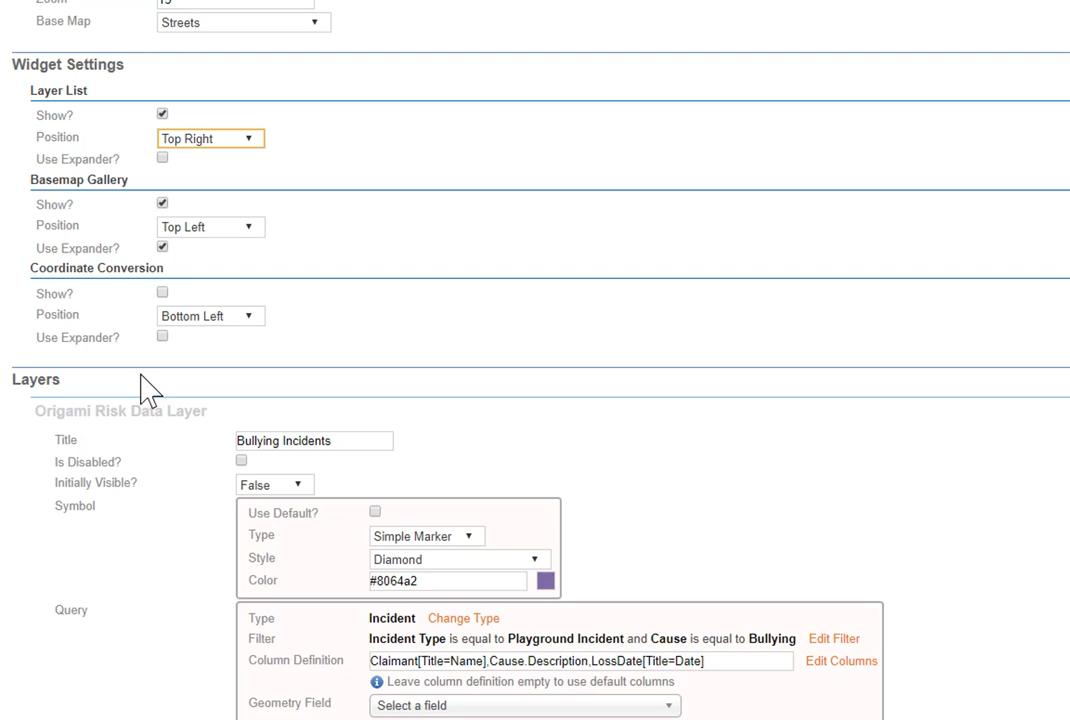 Zoom 15
Base Map Streets
Widget Settings
Layer List
Show?
Position Top Right
Use Expander?
Basemap Gallery
Show?
Position Top Left
Use Expander?
Coordinate Conversion
Show?
Position Bottom Left
Use Expander?
Layers
Origami Risk Data Layer
Title Bullying Incidents
Is Disabled?
Initially Visible? False
Symbol
Use Default?
Type Simple Marker
Style Diamond
Color #8064a2
Query
Type Incident Change Type
Filter Incident Type is equal to Playground Incident and Cause is equal to Bullying Edit Filter
Column Definition Claimant[Title=Name],Cause.Description,LossDate[Title=Date] Edit Columns
Leave column definition empty to use default columns
Geometry Field Select a field